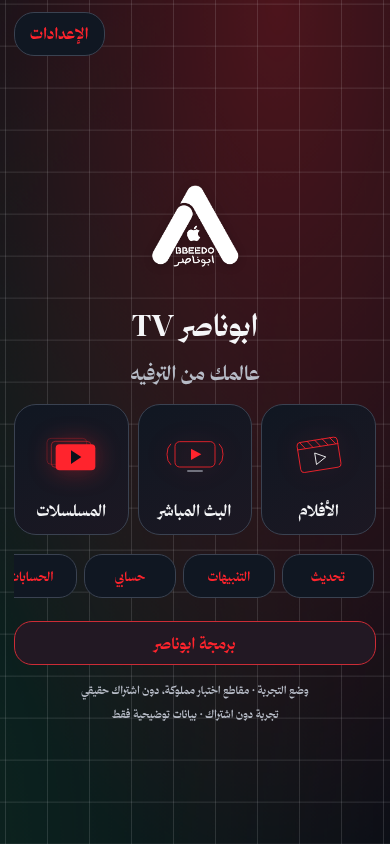 الإعدادات
BBEEDO
ابوناصر
ابوناصر TV
عالمك من الترفيه
الأفلام
البث المباشر
المسلسلات
تحديث
التنبيهات
حسابي
الحسابات
برمجة ابوناصر
وضع التجربة · مقاطع اختبار مملوكة، دون اشتراك حقيقي
تجربة دون اشتراك · بيانات توضيحية فقط